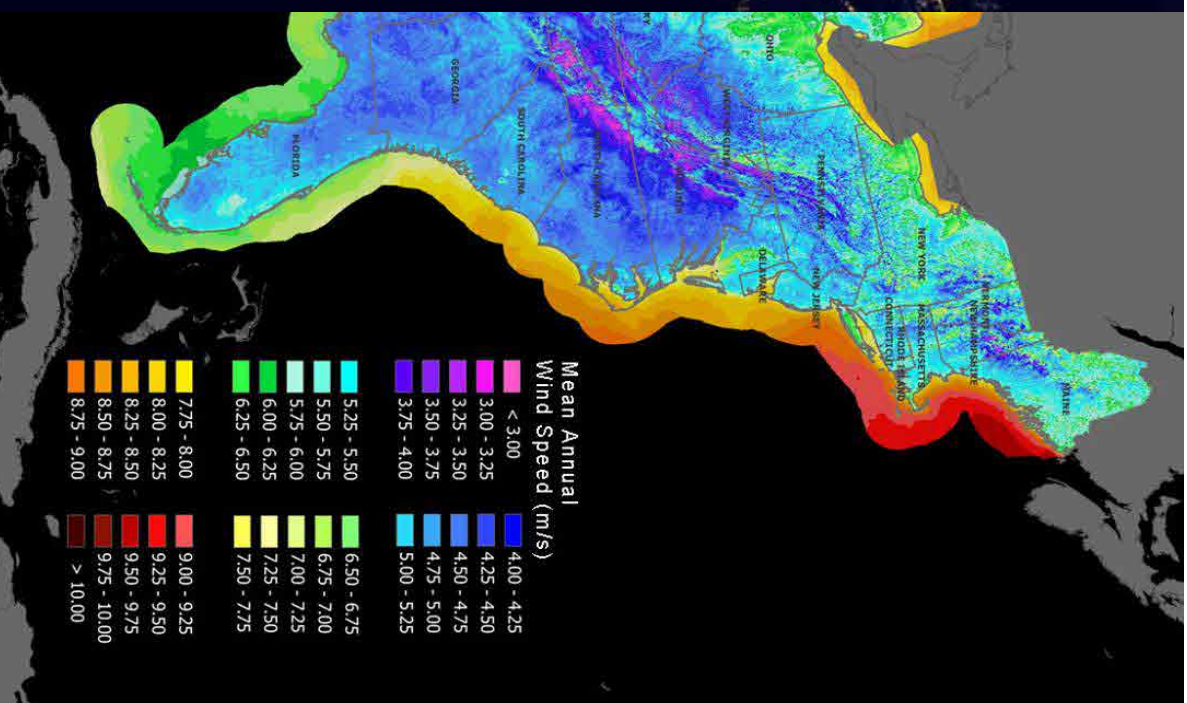 OHIO
WEST VIRGINIA
VIRGINIA
NORTH CAROLINA
SOUTH CAROLINA
GEORGIA
FLORIDA
PENNSYLVANIA
NEW YORK
VERMONT
NEW HAMPSHIRE
MAINE
MASSACHUSETTS
RHODE ISLAND
CONNECTICUT
NEW JERSEY
DELAWARE
Mean Annual
Wind Speed (m/s)
< 3.00
3.00 - 3.25
3.25 - 3.50
3.50 - 3.75
3.75 - 4.00
4.00 - 4.25
4.25 - 4.50
4.50 - 4.75
4.75 - 5.00
5.00 - 5.25
5.25 - 5.50
5.50 - 5.75
5.75 - 6.00
6.00 - 6.25
6.25 - 6.50
6.50 - 6.75
6.75 - 7.00
7.00 - 7.25
7.25 - 7.50
7.50 - 7.75
7.75 - 8.00
8.00 - 8.25
8.25 - 8.50
8.50 - 8.75
8.75 - 9.00
9.00 - 9.25
9.25 - 9.50
9.50 - 9.75
9.75 - 10.00
> 10.00